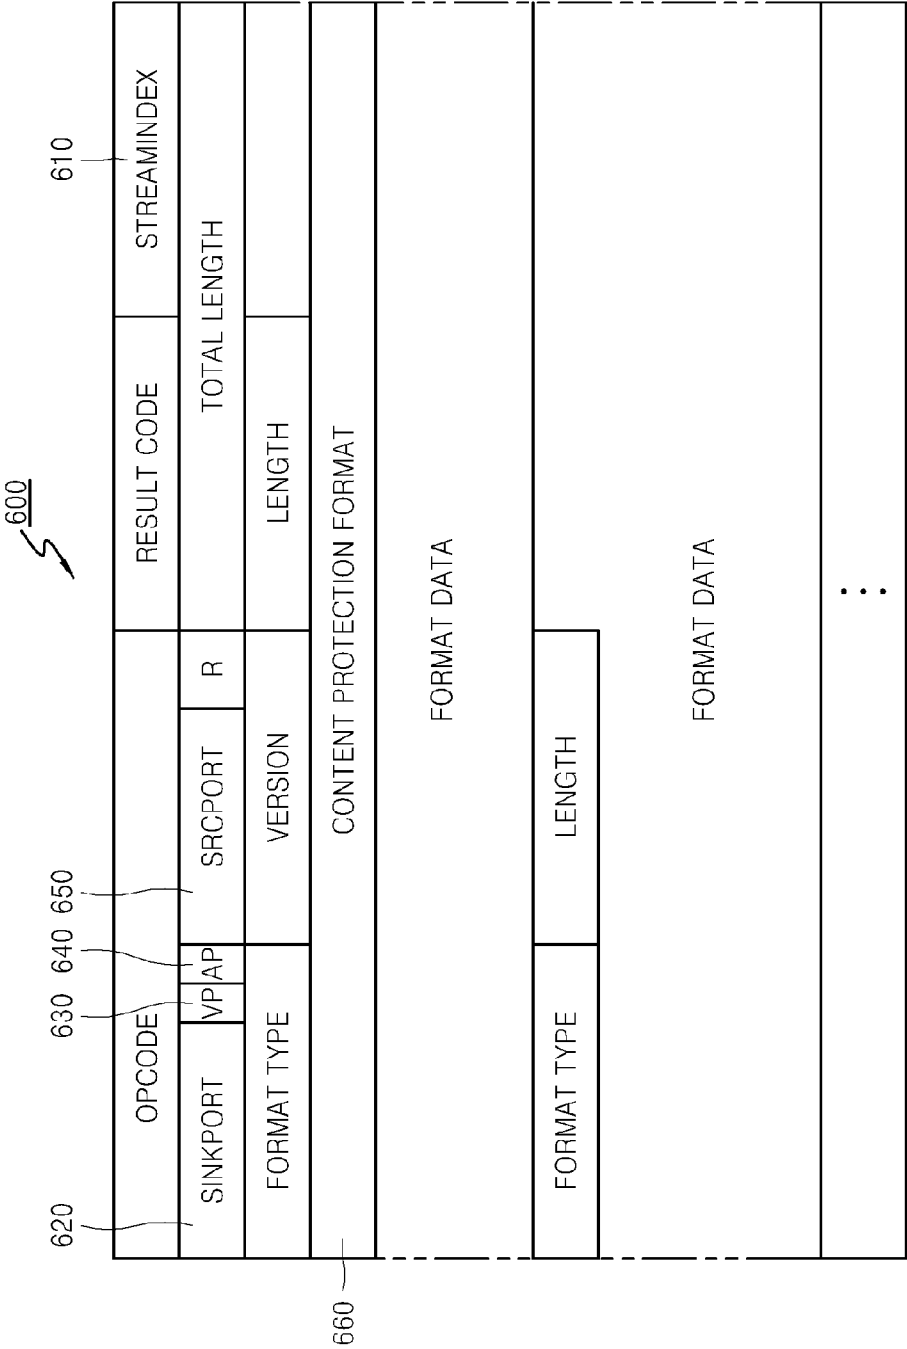 600
610
620
630
640
650
OPCODE
RESULT CODE
STREAMINDEX
SINKPORT
VP
AP
SRCPORT
R
TOTAL LENGTH
FORMAT TYPE
VERSION
LENGTH
660
CONTENT PROTECTION FORMAT
FORMAT DATA
FORMAT TYPE
LENGTH
FORMAT DATA
...